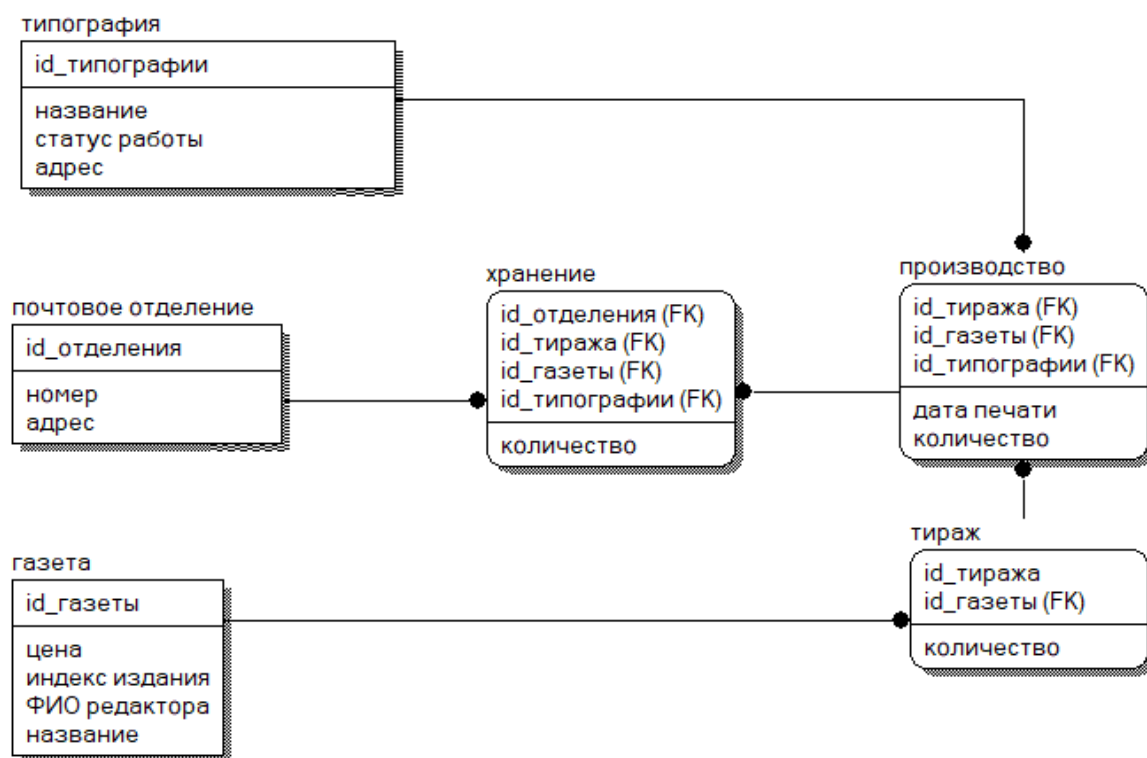 типография
id_типографии
название
статус работы
адрес
почтовое отделение
id_отделения
номер
адрес
хранение
id_отделения (FK)
id_тиража (FK)
id_газеты (FK)
id_типографии (FK)
количество
производство
id_тиража (FK)
id_газеты (FK)
id_типографии (FK)
дата печати
количество
газета
id_газеты
цена
индекс издания
ФИО редактора
название
тираж
id_тиража
id_газеты (FK)
количество